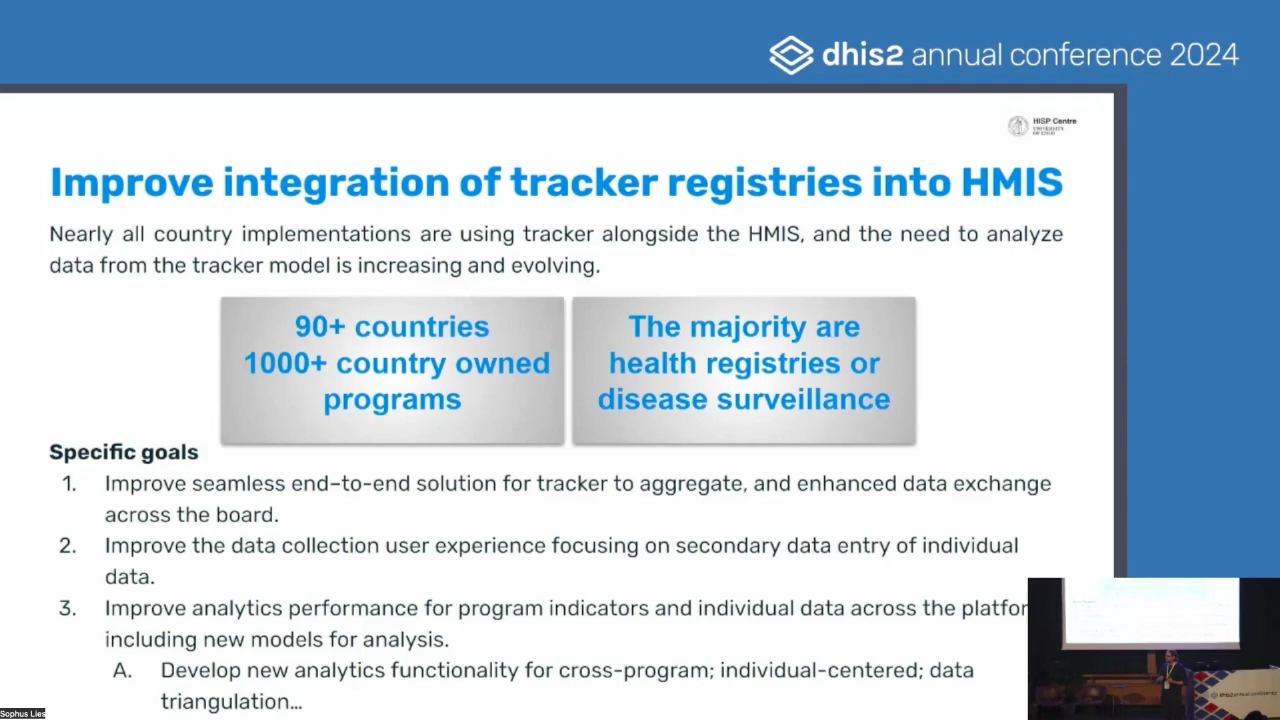 dhis2 annual conference 2024
HISP Centre
UNIVERSITY
OF OSLO
Improve integration of tracker registries into HMIS
Nearly all country implementations are using tracker alongside the HMIS, and the need to analyze
data from the tracker model is increasing and evolving.
90+ countries
1000+ country owned
programs
The majority are
health registries or
disease surveillance
Specific goals
1. Improve seamless end-to-end solution for tracker to aggregate, and enhanced data exchange
across the board.
2. Improve the data collection user experience focusing on secondary data entry of individual
data.
3. Improve analytics performance for program indicators and individual data across the platfor
including new models for analysis.
A. Develop new analytics functionality for cross-program; individual-centered; data
triangulation...
Sophus Lies
dhis2 annual conference